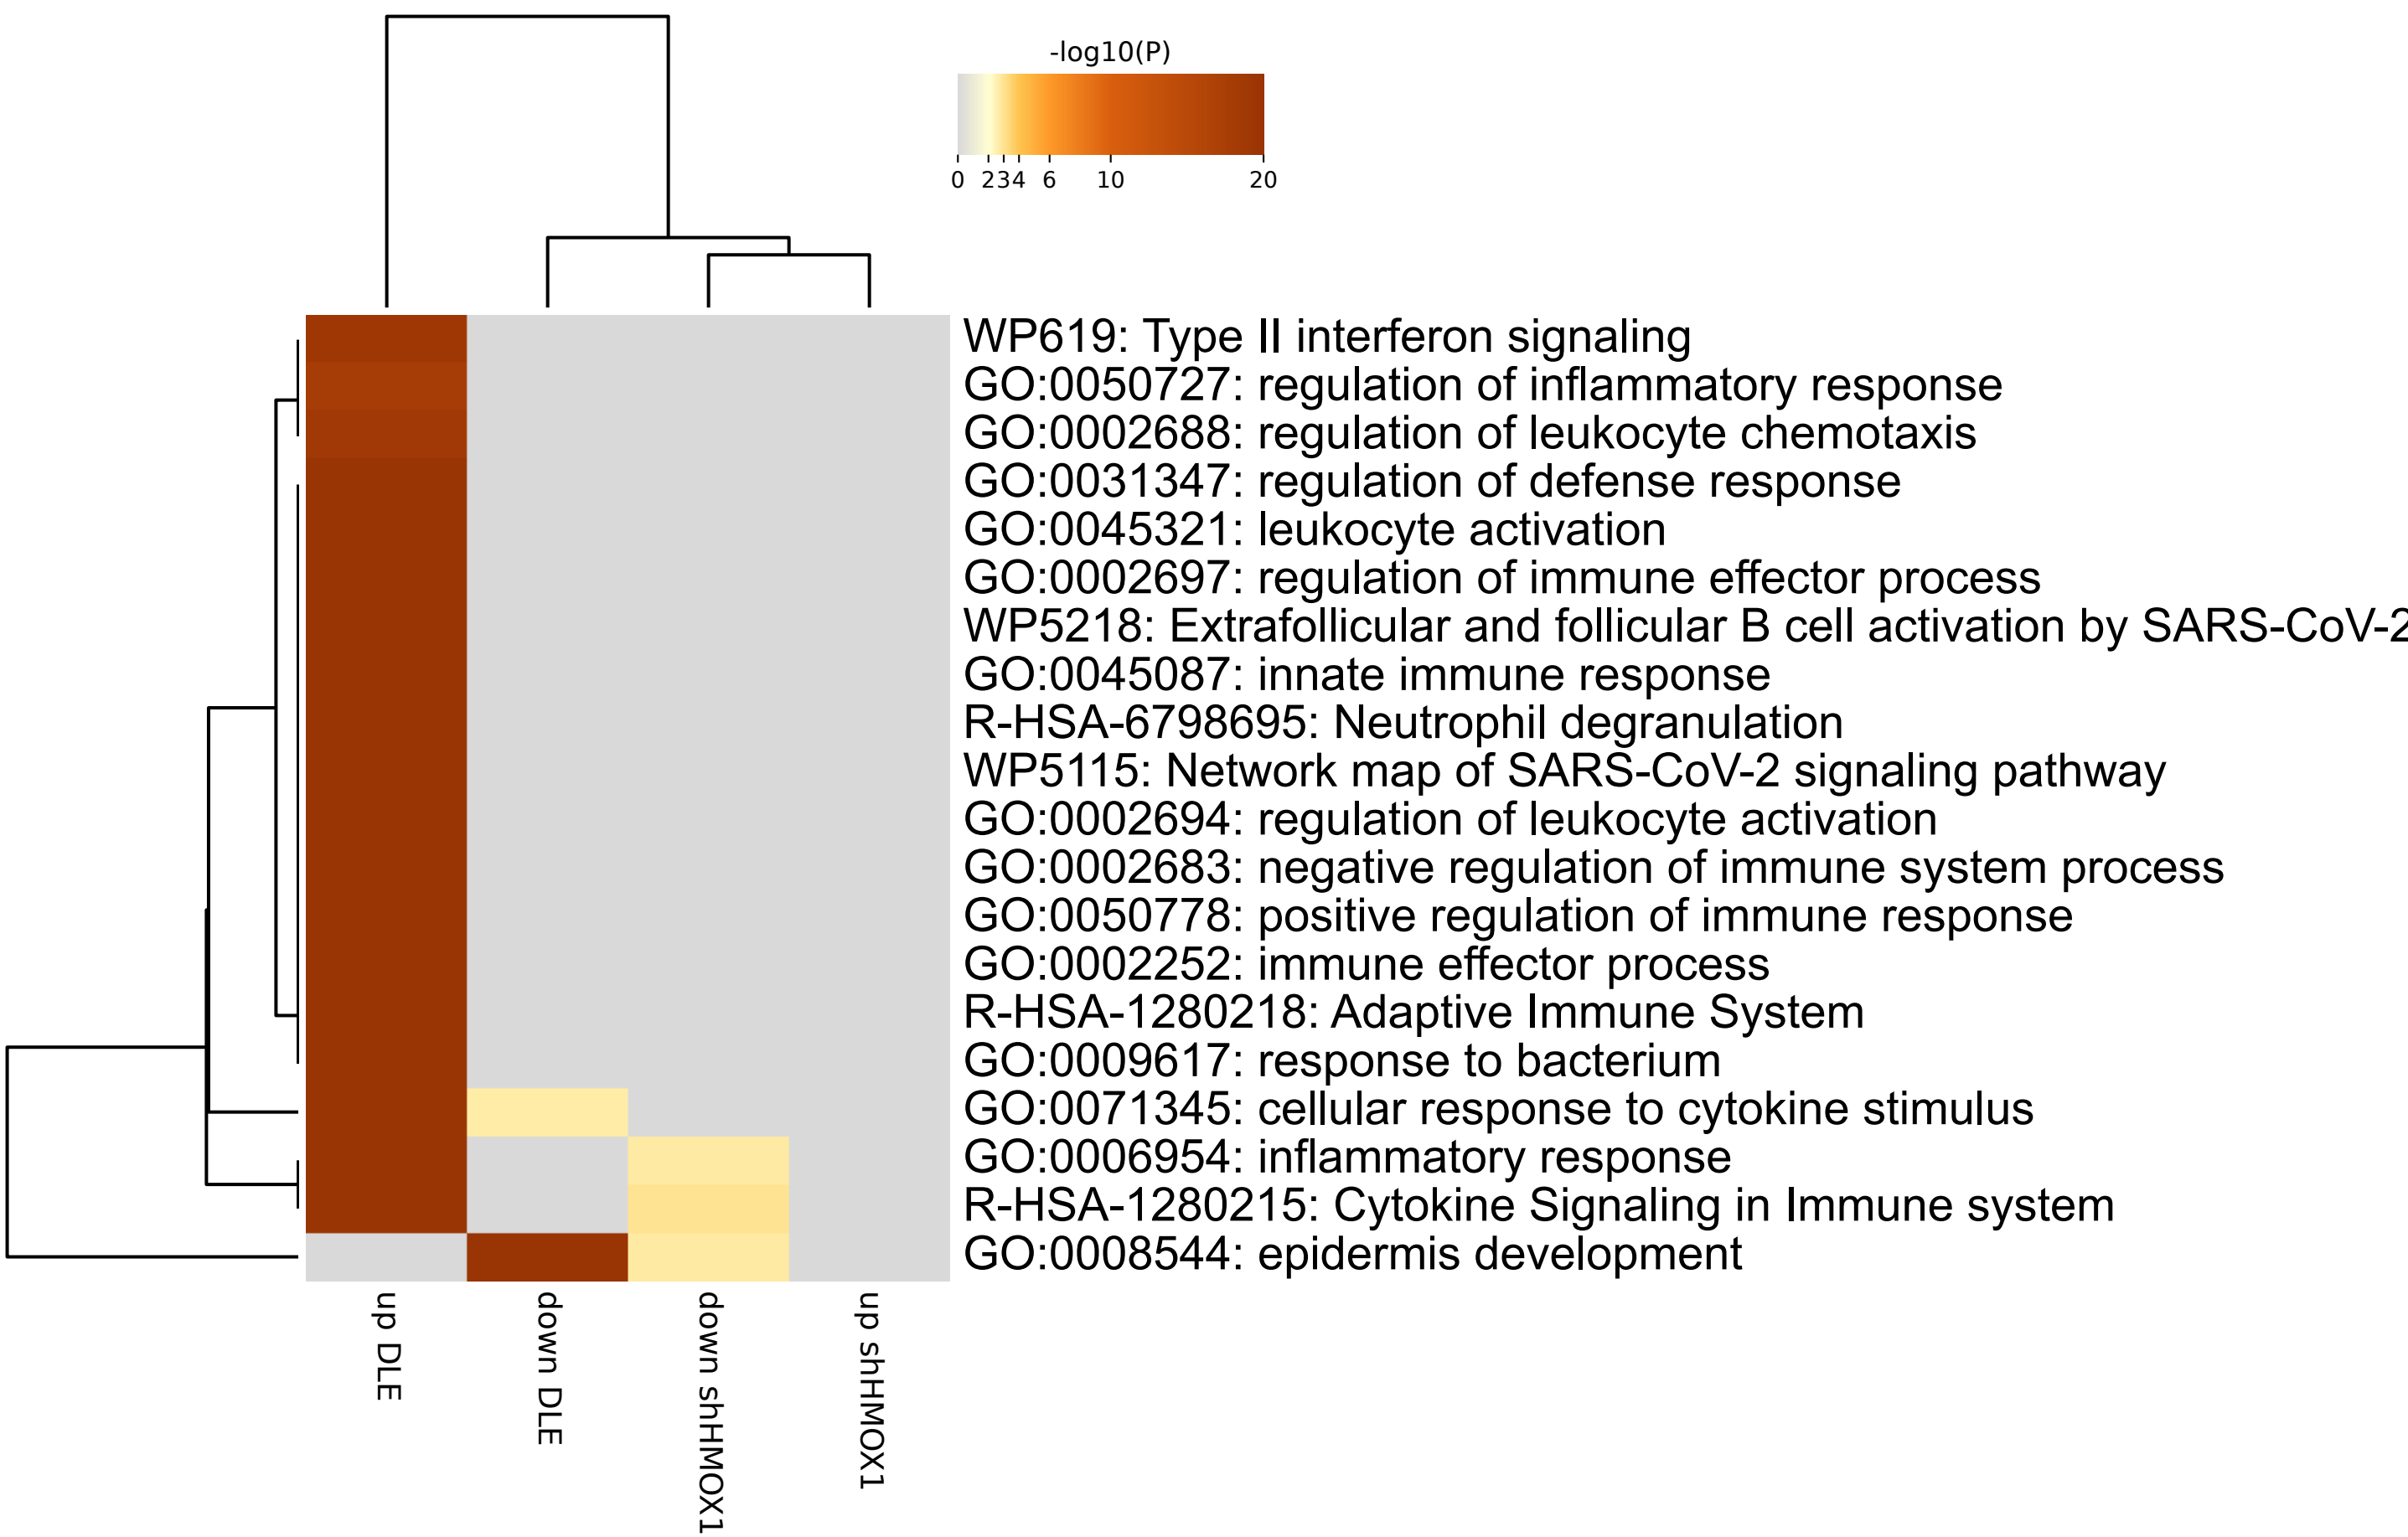 -log10(P)
0 2 3 4 6 10 20
WP619: Type II interferon signaling
GO:0050727: regulation of inflammatory response
GO:0002688: regulation of leukocyte chemotaxis
GO:0031347: regulation of defense response
GO:0045321: leukocyte activation
GO:0002697: regulation of immune effector process
WP5218: Extrafollicular and follicular B cell activation by SARS-CoV-2
GO:0045087: innate immune response
R-HSA-6798695: Neutrophil degranulation
WP5115: Network map of SARS-CoV-2 signaling pathway
GO:0002694: regulation of leukocyte activation
GO:0002683: negative regulation of immune system process
GO:0050778: positive regulation of immune response
GO:0002252: immune effector process
R-HSA-1280218: Adaptive Immune System
GO:0009617: response to bacterium
GO:0071345: cellular response to cytokine stimulus
GO:0006954: inflammatory response
R-HSA-1280215: Cytokine Signaling in Immune system
GO:0008544: epidermis development
up DLE
down DLE
down shHMOX1
up shHMOX1